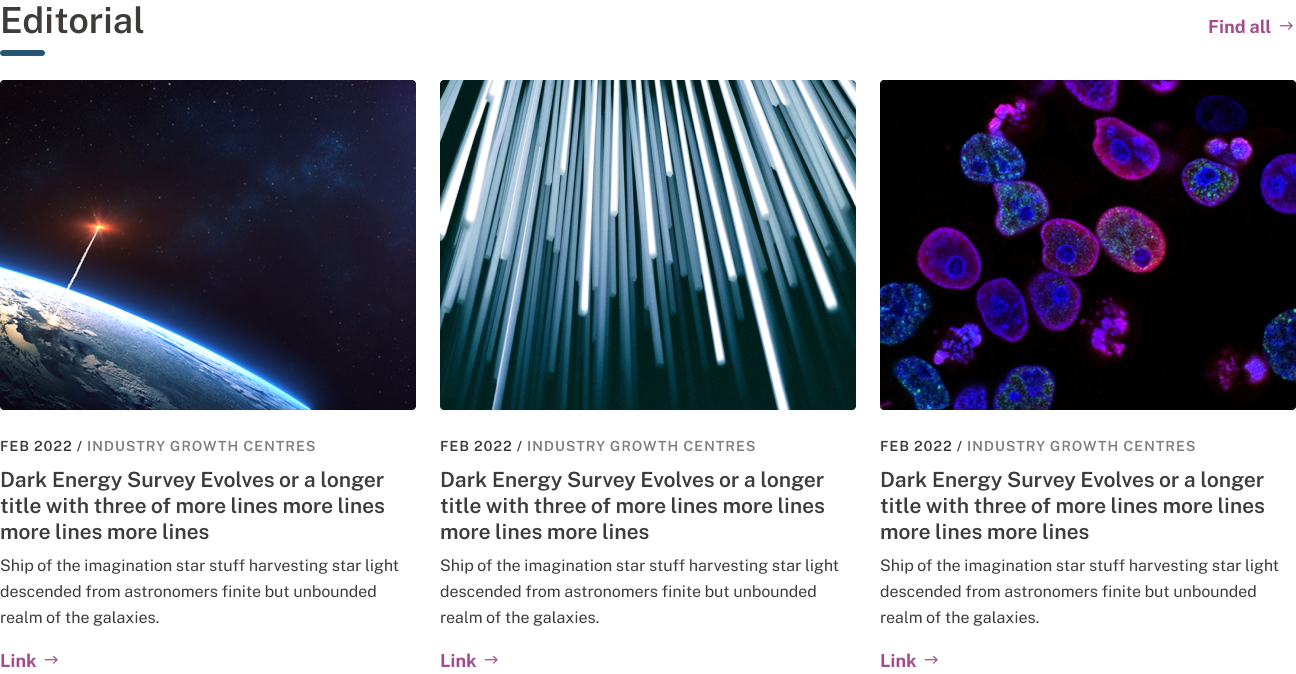 Editorial
Find all →
FEB 2022 / INDUSTRY GROWTH CENTRES
Dark Energy Survey Evolves or a longer
title with three of more lines more lines
more lines more lines
Ship of the imagination star stuff harvesting star light
descended from astronomers finite but unbounded
realm of the galaxies.
Link →
FEB 2022 / INDUSTRY GROWTH CENTRES
Dark Energy Survey Evolves or a longer
title with three of more lines more lines
more lines more lines
Ship of the imagination star stuff harvesting star light
descended from astronomers finite but unbounded
realm of the galaxies.
Link →
FEB 2022 / INDUSTRY GROWTH CENTRES
Dark Energy Survey Evolves or a longer
title with three of more lines more lines
more lines more lines
Ship of the imagination star stuff harvesting star light
descended from astronomers finite but unbounded
realm of the galaxies.
Link →